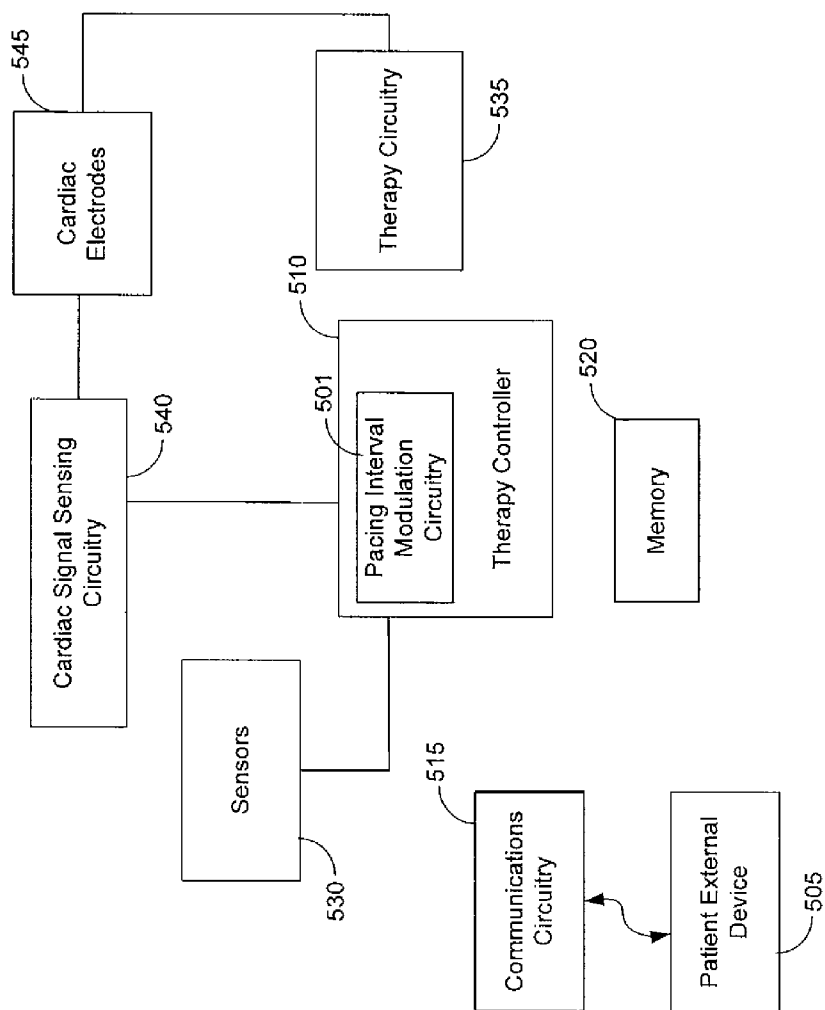 Cardiac
Electrodes
545
Therapy Circuitry
535
Cardiac Signal Sensing
Circuitry
540
510
501
Pacing Interval
Modulation
Circuitry
Therapy Controller
520
Memory
Sensors
530
515
Communications
Circuitry
Patient External
Device
505